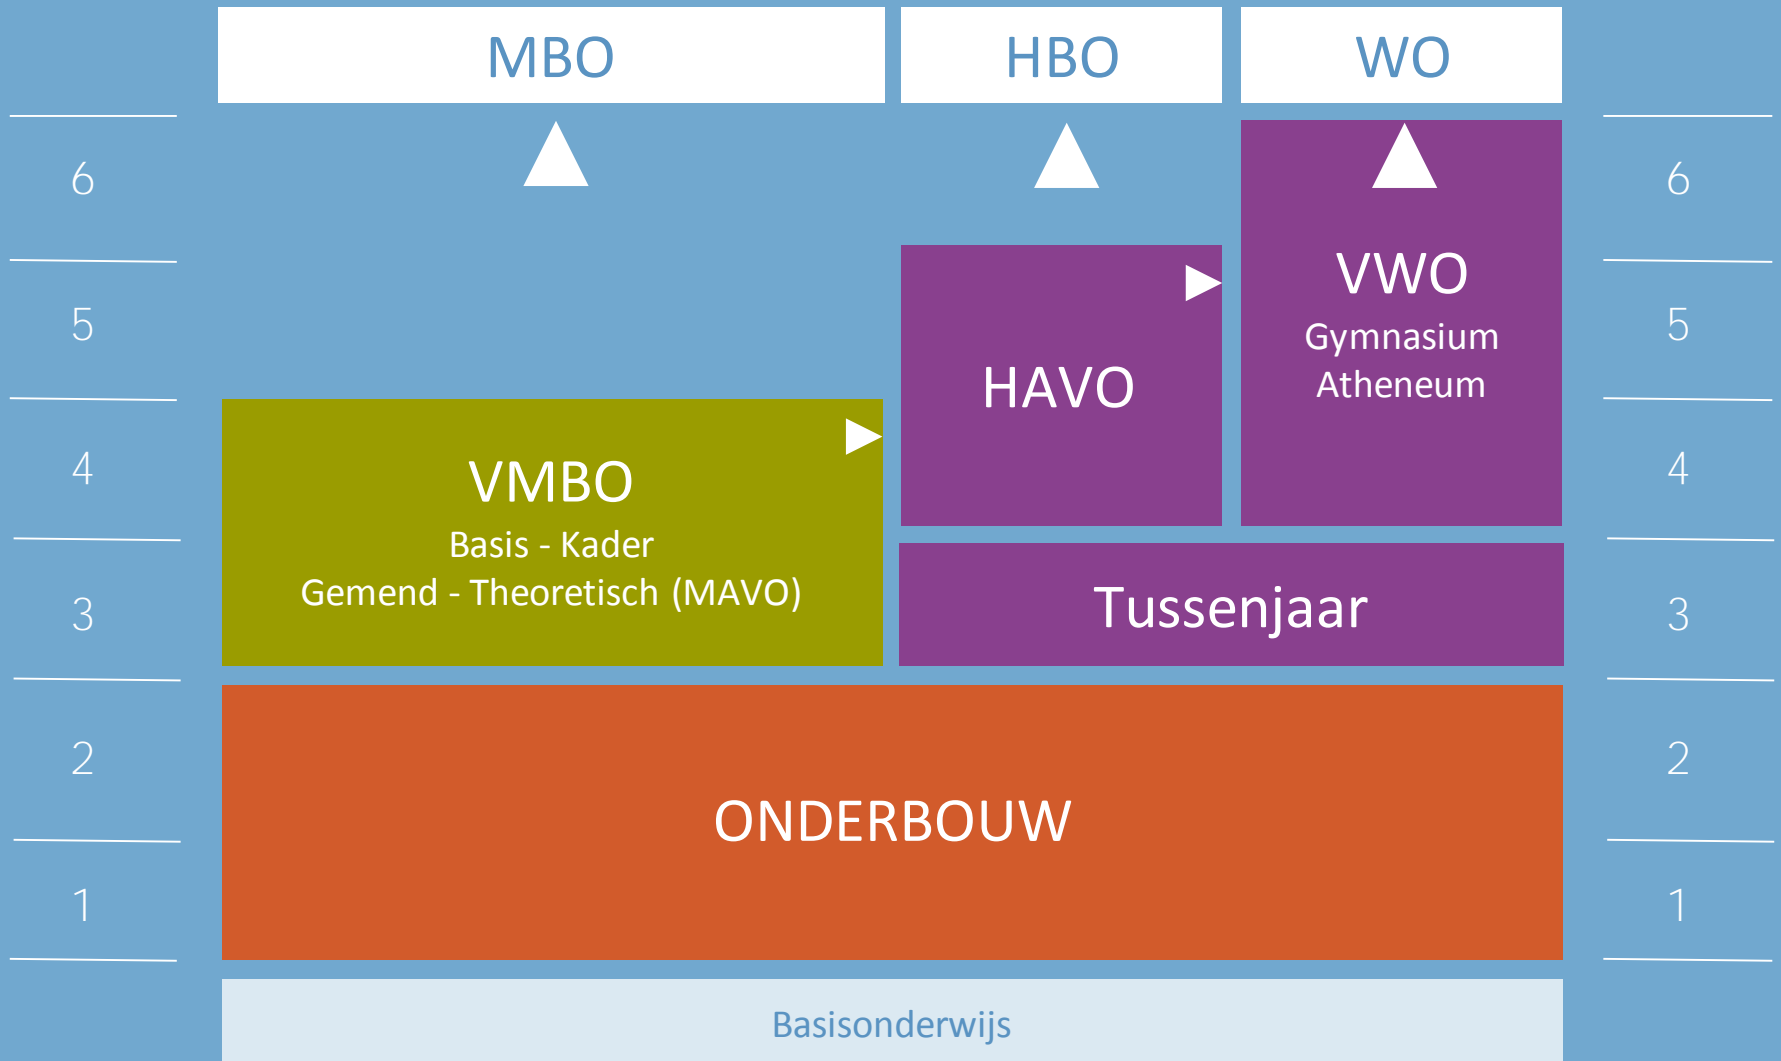 MBO
HBO
WO
6
6
VWO
Gymnasium
Atheneum
5
5
HAVO
4
4
VMBO
Basis - Kader
Gemend - Theoretisch (MAVO)
3
3
Tussenjaar
2
2
ONDERBOUW
1
1
Basisonderwijs